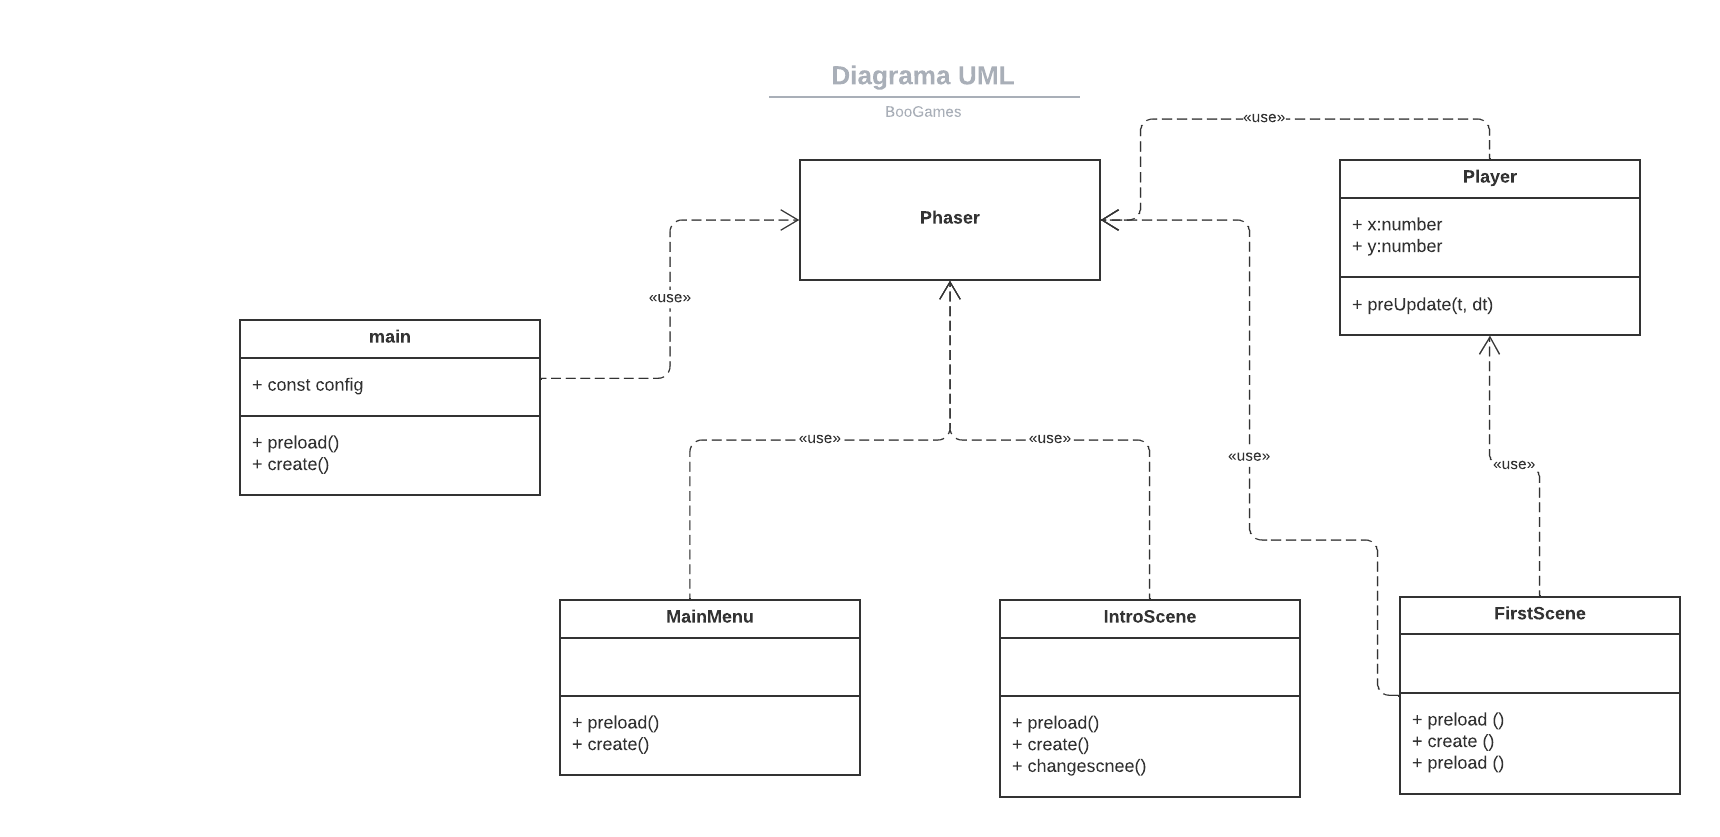 Diagrama UML
BooGames
«use»
Phaser
Player
+ x:number
+ y:number
+ preUpdate(t, dt)
«use»
main
+ const config
+ preload()
+ create()
«use»
«use»
«use»
«use»
MainMenu
+ preload()
+ create()
IntroScene
+ preload()
+ create()
+ changescnee()
FirstScene
+ preload ()
+ create ()
+ preload ()